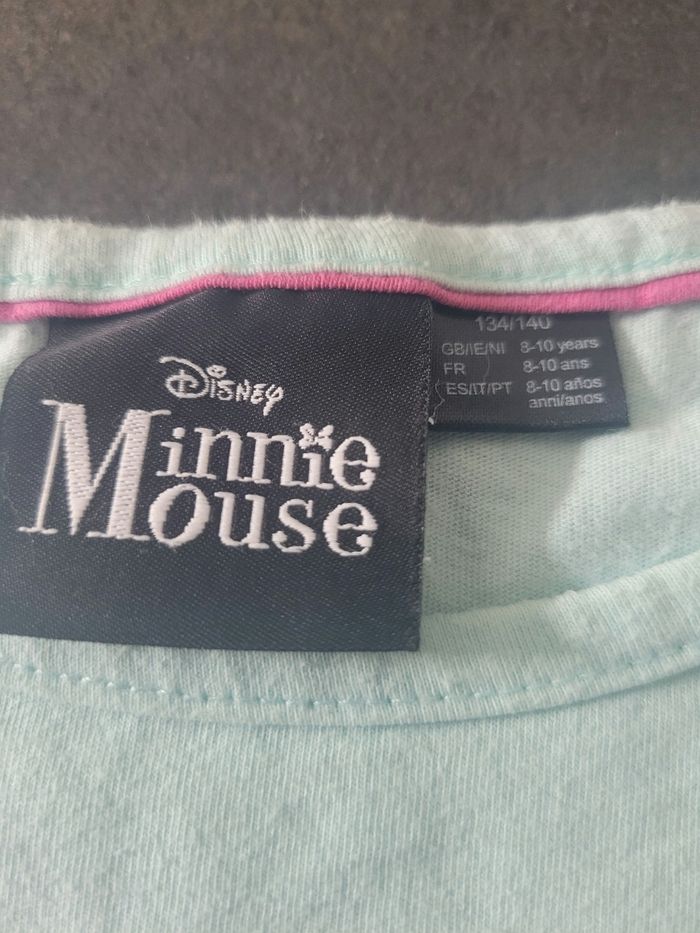 Disney
Minnie
Mouse
134/140
GB/IE/NI 8-10 years
FR 8-10 ans
ES/IT/PT 8-10 años
anni/anos